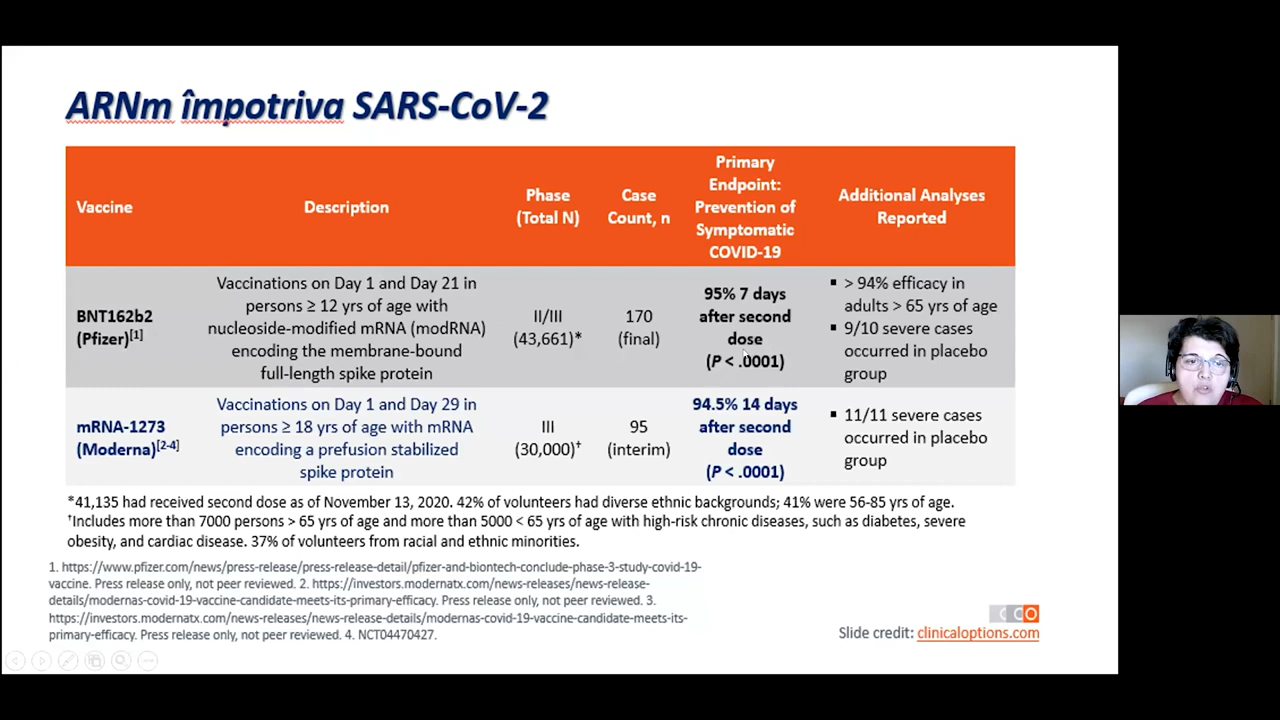 ARNm împotriva SARS-CoV-2
Vaccine
Description
Phase
(Total N)
Case
Count, n
Primary
Endpoint:
Prevention of
Symptomatic
COVID-19
Additional Analyses
Reported
BNT162b2
(Pfizer)[1]
Vaccinations on Day 1 and Day 21 in
persons ≥ 12 yrs of age with
nucleoside-modified mRNA (modRNA)
encoding the membrane-bound
full-length spike protein
II/III
(43,661)*
170
(final)
95% 7 days
after second
dose
(P < .0001)
▪ > 94% efficacy in
adults > 65 yrs of age
▪ 9/10 severe cases
occurred in placebo
group
mRNA-1273
(Moderna)[2-4]
Vaccinations on Day 1 and Day 29 in
persons ≥ 18 yrs of age with mRNA
encoding a prefusion stabilized
spike protein
III
(30,000)†
95
(interim)
94.5% 14 days
after second
dose
(P < .0001)
▪ 11/11 severe cases
occurred in placebo
group
*41,135 had received second dose as of November 13, 2020. 42% of volunteers had diverse ethnic backgrounds; 41% were 56-85 yrs of age.
†Includes more than 7000 persons > 65 yrs of age and more than 5000 < 65 yrs of age with high-risk chronic diseases, such as diabetes, severe
obesity, and cardiac disease. 37% of volunteers from racial and ethnic minorities.
1. https://www.pfizer.com/news/press-release/press-release-detail/pfizer-and-biontech-conclude-phase-3-study-covid-19-
vaccine. Press release only, not peer reviewed. 2. https://investors.modernatx.com/news-releases/news-release-
details/modernas-covid-19-vaccine-candidate-meets-its-primary-efficacy. Press release only, not peer reviewed. 3.
https://investors.modernatx.com/news-releases/news-release-details/modernas-covid-19-vaccine-candidate-meets-its-
primary-efficacy. Press release only, not peer reviewed. 4. NCT04470427.
CCO
Slide credit: clinicaloptions.com